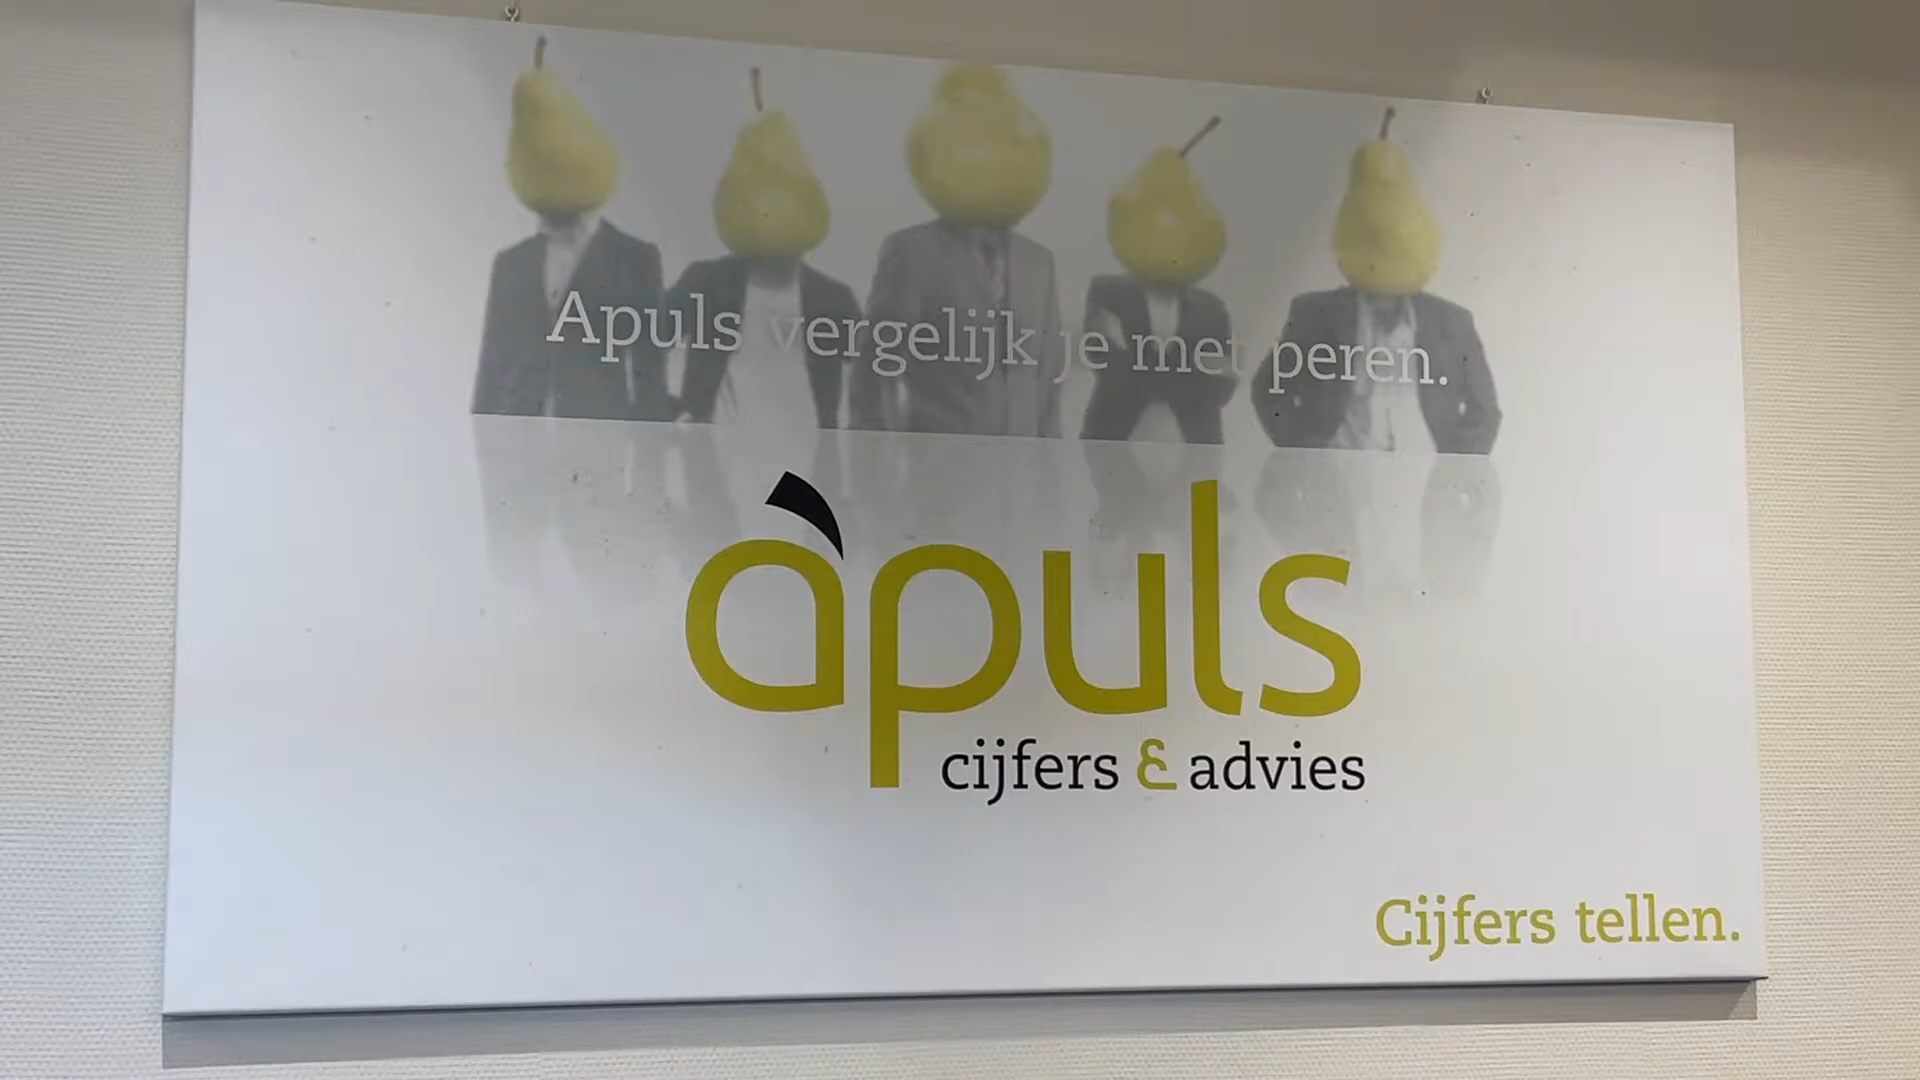 Apuls vergelijk je met peren.
àpuls
cijfers & advies
Cijfers tellen.